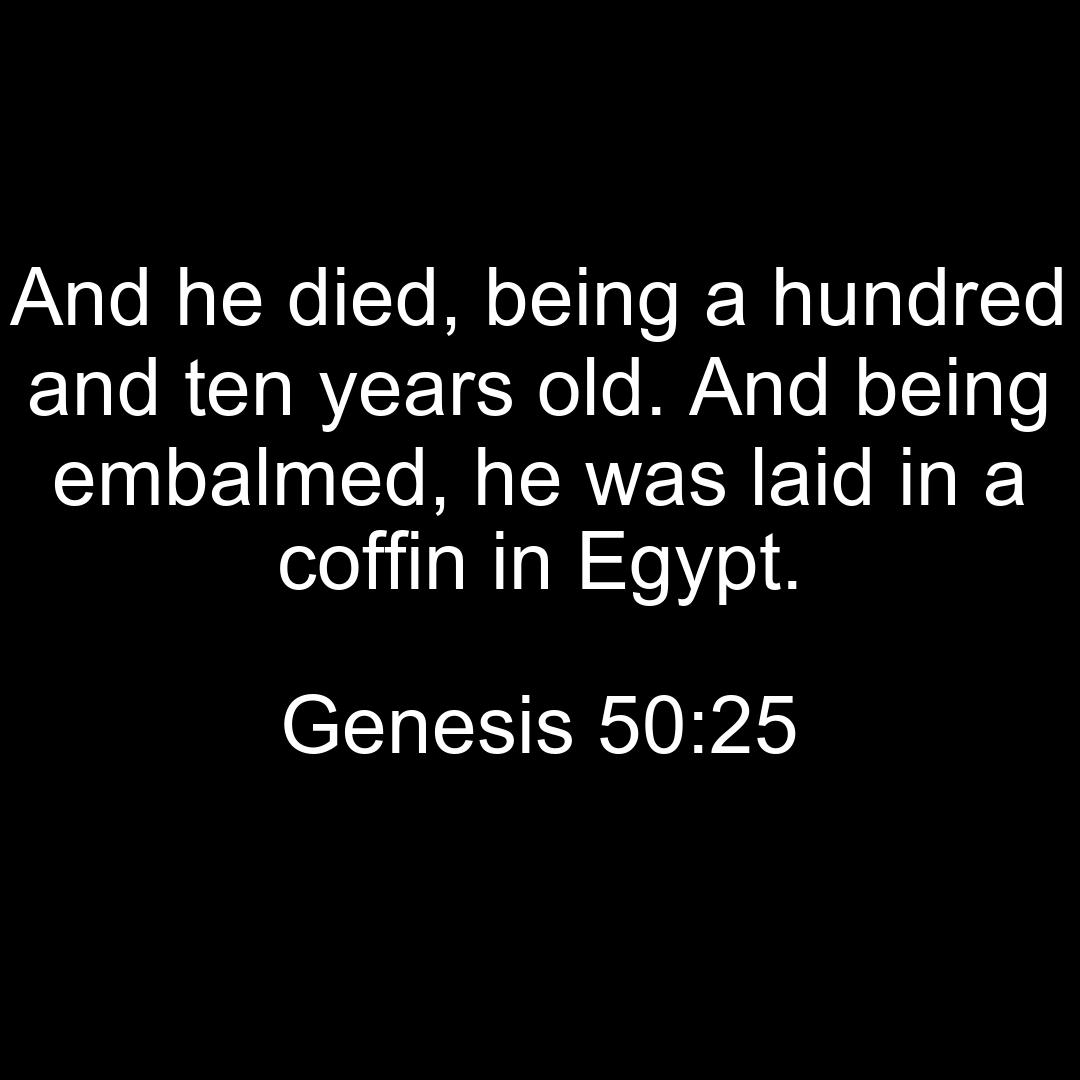 And he died, being a hundred
and ten years old. And being
embalmed, he was laid in a
coffin in Egypt.
Genesis 50:25